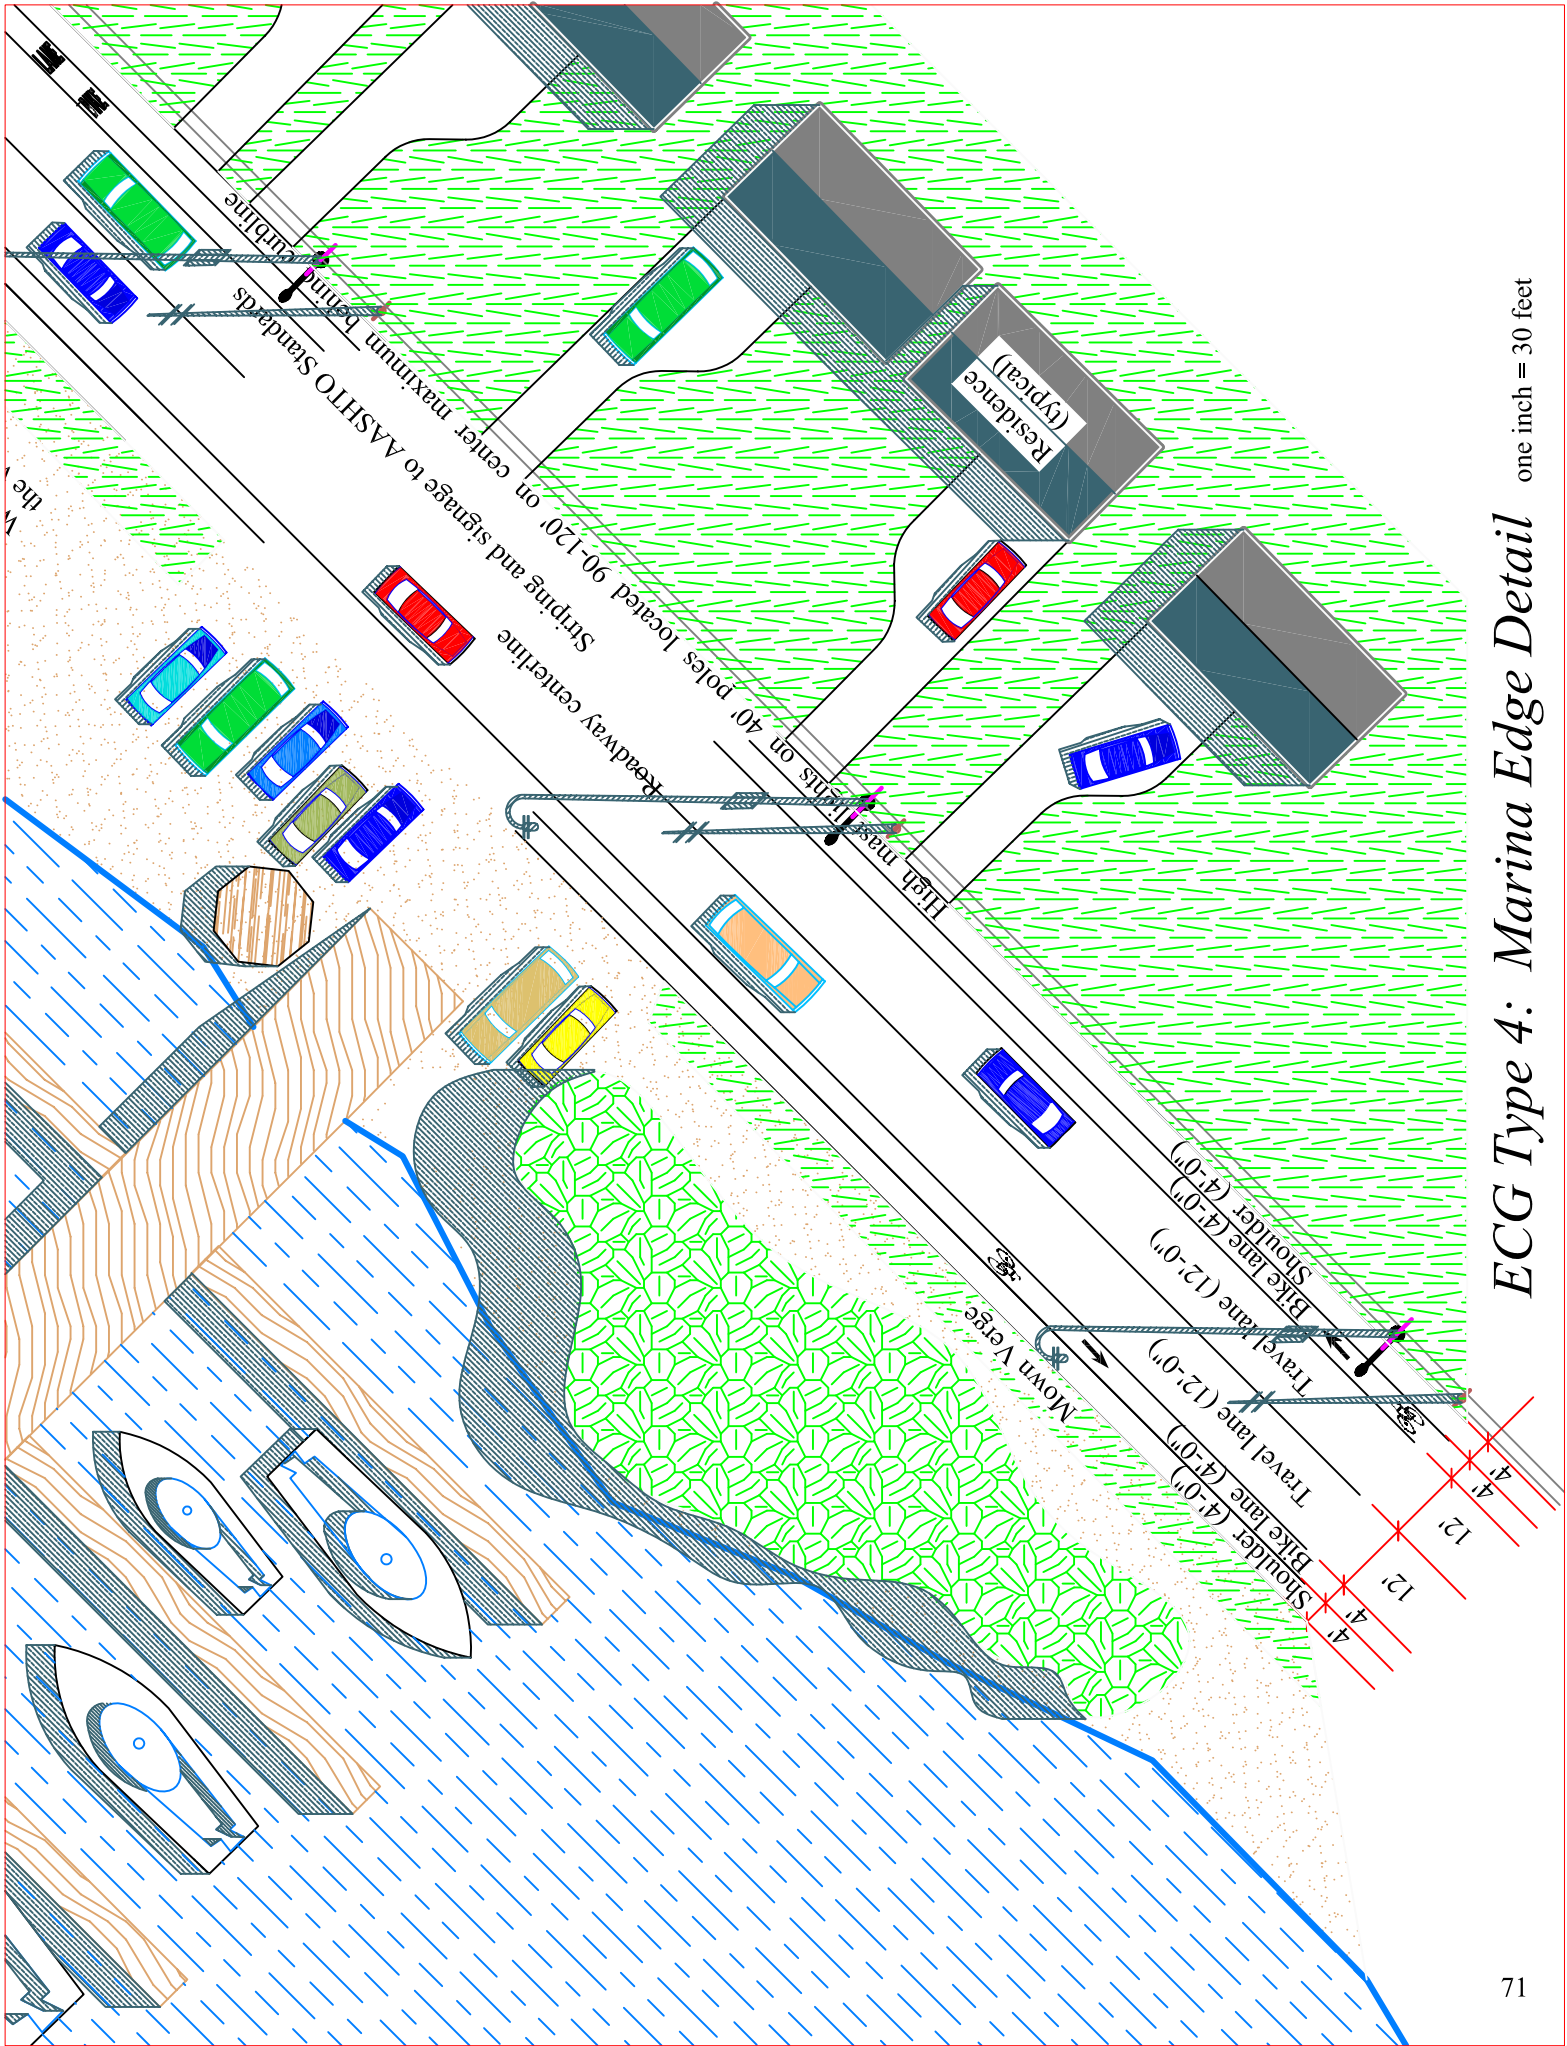 ECG Type 4: Marina Edge Detail one inch = 30 feet
the
Residence
(typical)
High mast lights on 40' poles located 90-120' on center maximum behind curbline
Striping and signage to AASHTO Standards
Roadway centerline
Mown Verge
Shoulder (4'-0")
Bike lane (4'-0")
Travel lane (12'-0")
Travel lane (12'-0")
Bike lane (4'-0")
Shoulder (4'-0")
4'
4'
12'
12'
4'
4'
71